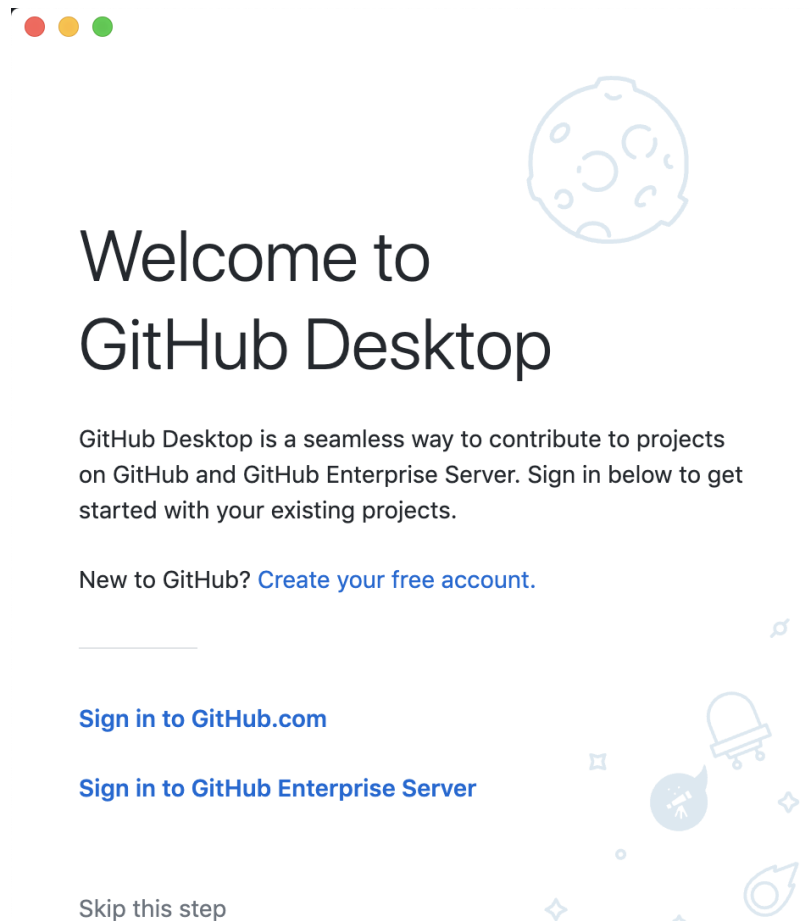 Welcome to
GitHub Desktop
GitHub Desktop is a seamless way to contribute to projects
on GitHub and GitHub Enterprise Server. Sign in below to get
started with your existing projects.
New to GitHub? Create your free account.
Sign in to GitHub.com
Sign in to GitHub Enterprise Server
Skip this step